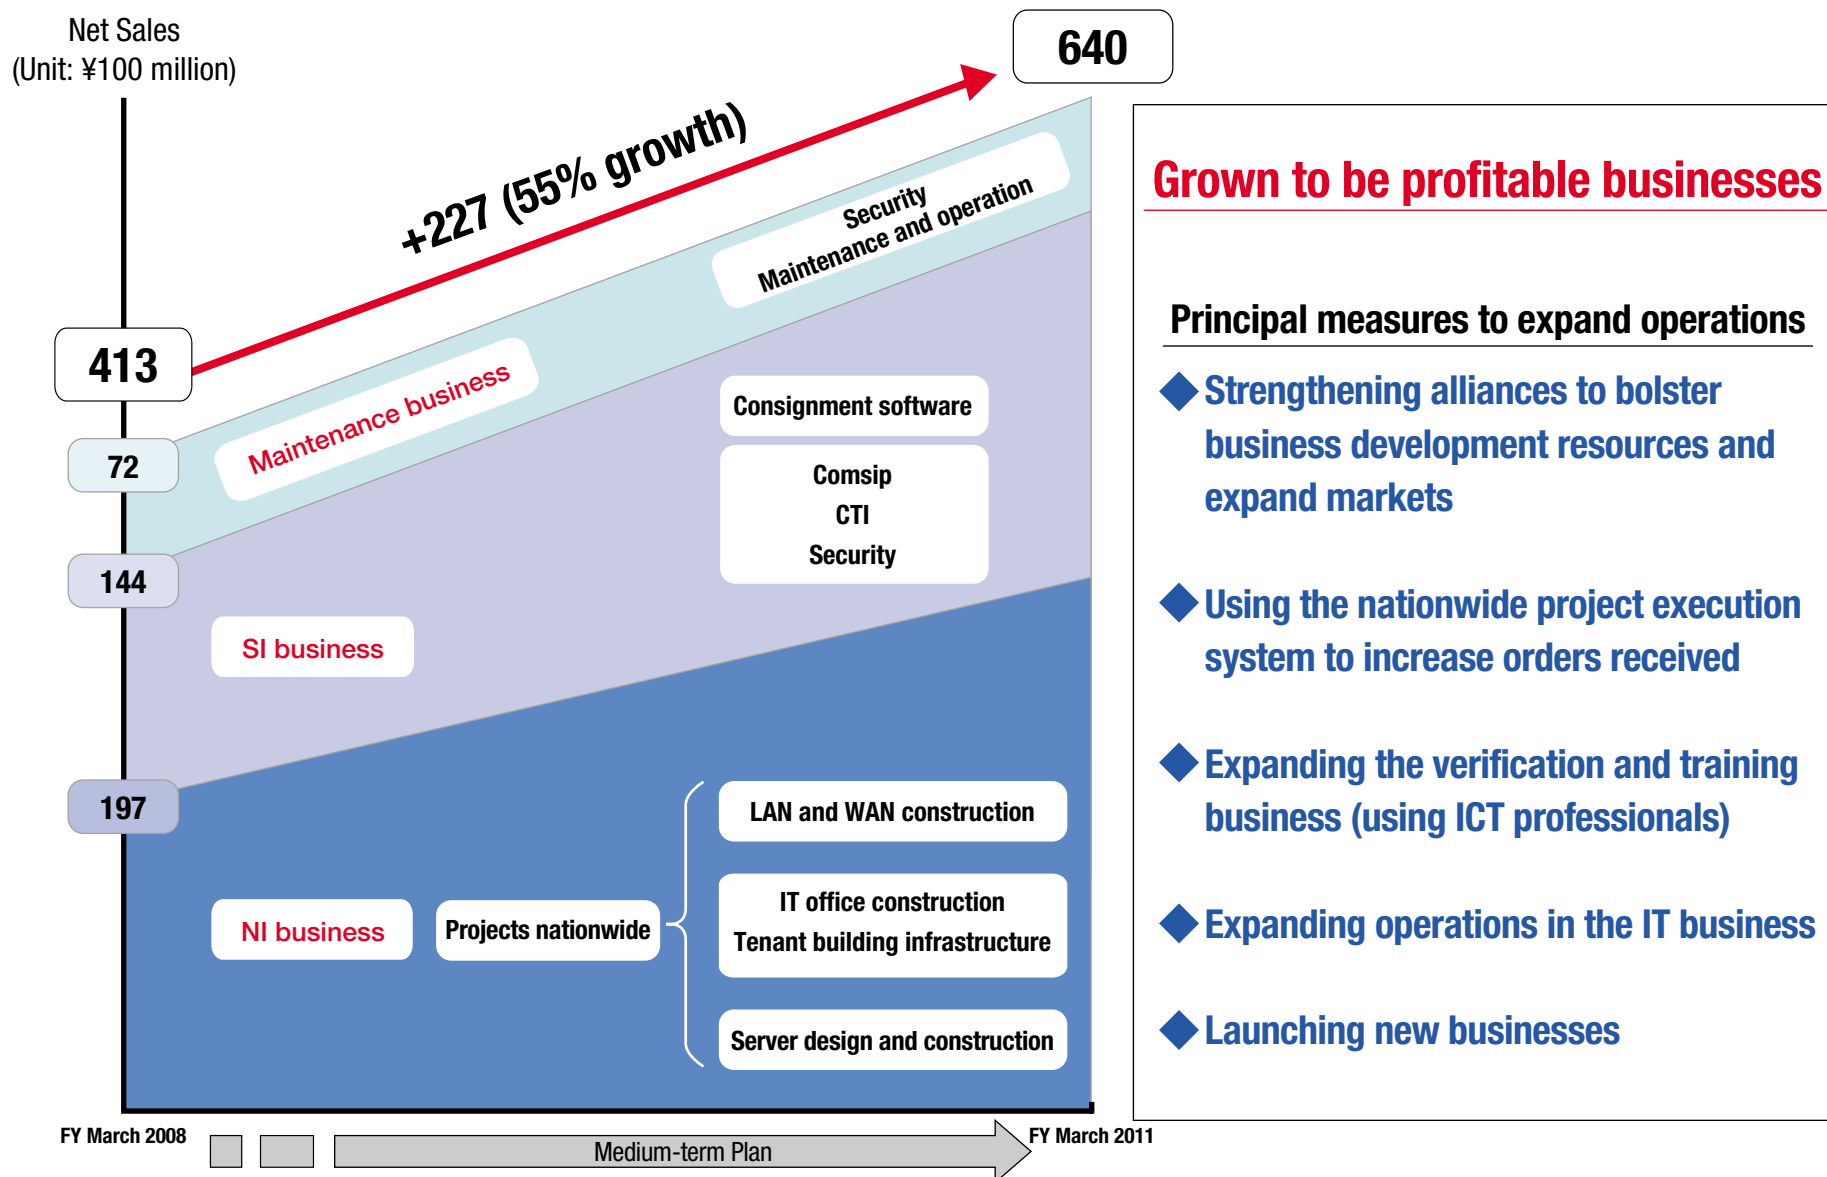 Net Sales
(Unit: ¥100 million)
640
+227 (55% growth)
Security
Maintenance and operation
413
Maintenance business
72
Consignment software
Comsip
CTI
Security
144
SI business
197
LAN and WAN construction
NI business
Projects nationwide
IT office construction
Tenant building infrastructure
Server design and construction
FY March 2008
Medium-term Plan
FY March 2011
Grown to be profitable businesses
Principal measures to expand operations
Strengthening alliances to bolster
business development resources and
expand markets
Using the nationwide project execution
system to increase orders received
Expanding the verification and training
business (using ICT professionals)
Expanding operations in the IT business
Launching new businesses